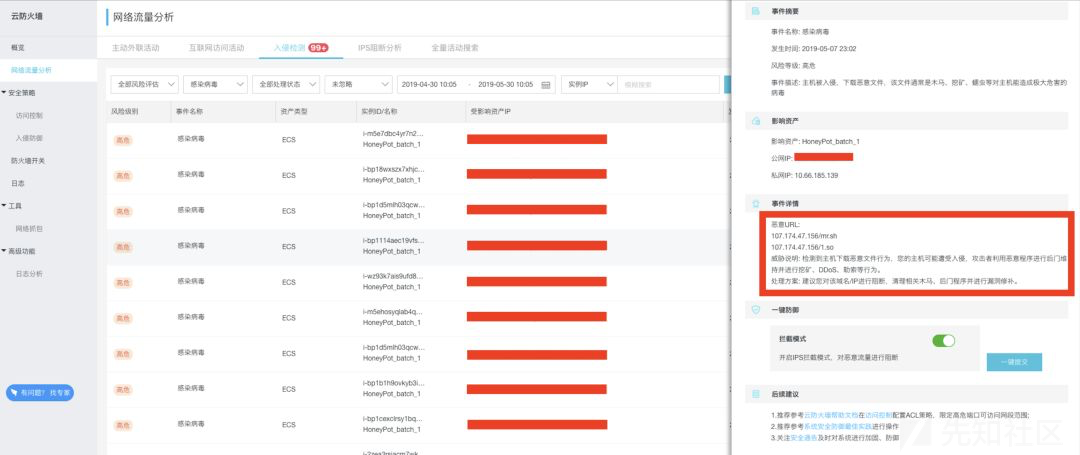 云防火墙
概览
网络流量分析
安全策略
访问控制
入侵防御
防火墙开关
日志
工具
网络抓包
高级功能
日志分析
有问题? 找专家
网络流量分析
主动外联活动 互联网访问活动 入侵检测 99+ IPS阻断分析 全量活动搜索
全部风险评估 感染病毒 全部处理状态 未忽略 2019-04-30 10:05 - 2019-05-30 10:05 实例IP 模糊搜索
风险级别 事件名称 资产类型 实例ID/名称 受影响资产IP
高危 感染病毒 ECS i-m5e7dbc4yr7n2...
HoneyPot_batch_1
高危 感染病毒 ECS i-bp18wxszx7xhjc...
HoneyPot_batch_1
高危 感染病毒 ECS i-bp1d5mlh03qcw...
HoneyPot_batch_1
高危 感染病毒 ECS i-bp1114aec19vfs...
HoneyPot_batch_1
高危 感染病毒 ECS i-wz93k7ais9ufd8...
HoneyPot_batch_1
高危 感染病毒 ECS i-m5ehosyqlab4q...
HoneyPot_batch_1
高危 感染病毒 ECS i-bp1d5mlh03qcw...
HoneyPot_batch_1
高危 感染病毒 ECS i-bp1b1h9ovkyb3i...
HoneyPot_batch_1
高危 感染病毒 ECS i-bp1cexclrsy1bq...
HoneyPot_batch_1
事件摘要
事件名称: 感染病毒
发生时间: 2019-05-07 23:02
风险等级: 高危
事件描述: 主机被入侵，下载恶意文件，该文件通常是木马、挖矿、蠕虫等对主机能造成极大危害的
病毒
影响资产
影响资产: HoneyPot_batch_1
公网IP:
私网IP: 10.66.185.139
事件详情
恶意URL:
107.174.47.156/mr.sh
107.174.47.156/1.so
威胁说明: 检测到主机下载恶意文件行为，您的主机可能遭受入侵，攻击者利用恶意程序进行后门维
持并进行挖矿、DDoS、勒索等行为。
处理方案: 建议您对该域名/IP进行阻断，清理相关木马、后门程序并进行漏洞修补。
一键防御
拦截模式
开启IPS拦截模式，对恶意流量进行阻断
一键提交
后续建议
1.推荐参考云防火墙帮助文档在访问控制配置ACL策略，限定高危端口可访问网段范围;
2.推荐参考系统安全防御最佳实践进行操作
3.关注安全通告及时对系统进行加固、防御
先知社区